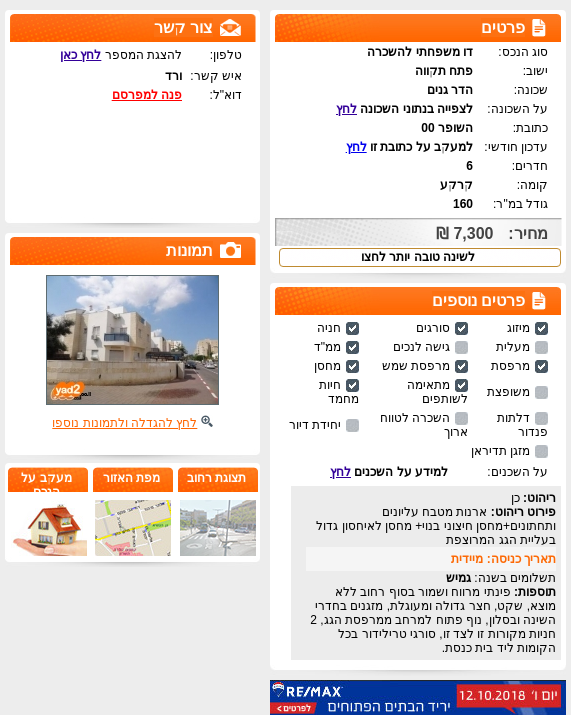 פרטים
סוג הנכס: דו משפחתי להשכרה
ישוב: פתח תקווה
שכונה: הדר גנים
על השכונה: לצפייה בנתוני השכונה לחץ
כתובת: השופר 00
עדכון חודשי: למעקב על כתובת זו לחץ
חדרים: 6
קומה: קרקע
גודל במ"ר: 160
מחיר: 7,300 ₪
לשינה טובה יותר לחצו
פרטים נוספים
מיזוג סורגים חניה
מעלית גישה לנכים ממ"ד
מרפסת מרפסת שמש מחסן
משופצת מתאימה לשותפים חיות מחמד
דלתות פנדור השכרה לטווח ארוך יחידת דיור
מזגן תדיראן
על השכנים: למידע על השכנים לחץ
ריהוט: כן
פירוט ריהוט: ארנות מטבח עליונים
ותחתונים+מחסן חיצוני בנוי+ מחסן לאיחסון גדול
בעליית הגג המרוצפת
תאריך כניסה: מיידית
תשלומים בשנה: גמיש
תוספות: פינתי מרווח ושמור בסוף רחוב ללא
מוצא, שקט, חצר גדולה ומעוגלת, מזגנים בחדרי
השינה ובסלון, נוף פתוח למרחב ממרפסת הגג, 2
חניות מקורות זו לצד זו, סורגי טרילידור בכל
הקומות ליד בית כנסת.
RE/MAX
יום ו' 12.10.2018
יריד הבתים הפתוחים
לפרטים >
צור קשר
טלפון: להצגת המספר לחץ כאן
איש קשר: ורד
דוא"ל: פנה למפרסם
תמונות
yad2
לחץ להגדלה ולתמונות נוספו
תצוגת רחוב
מפת האזור
מעקב על
הנכס